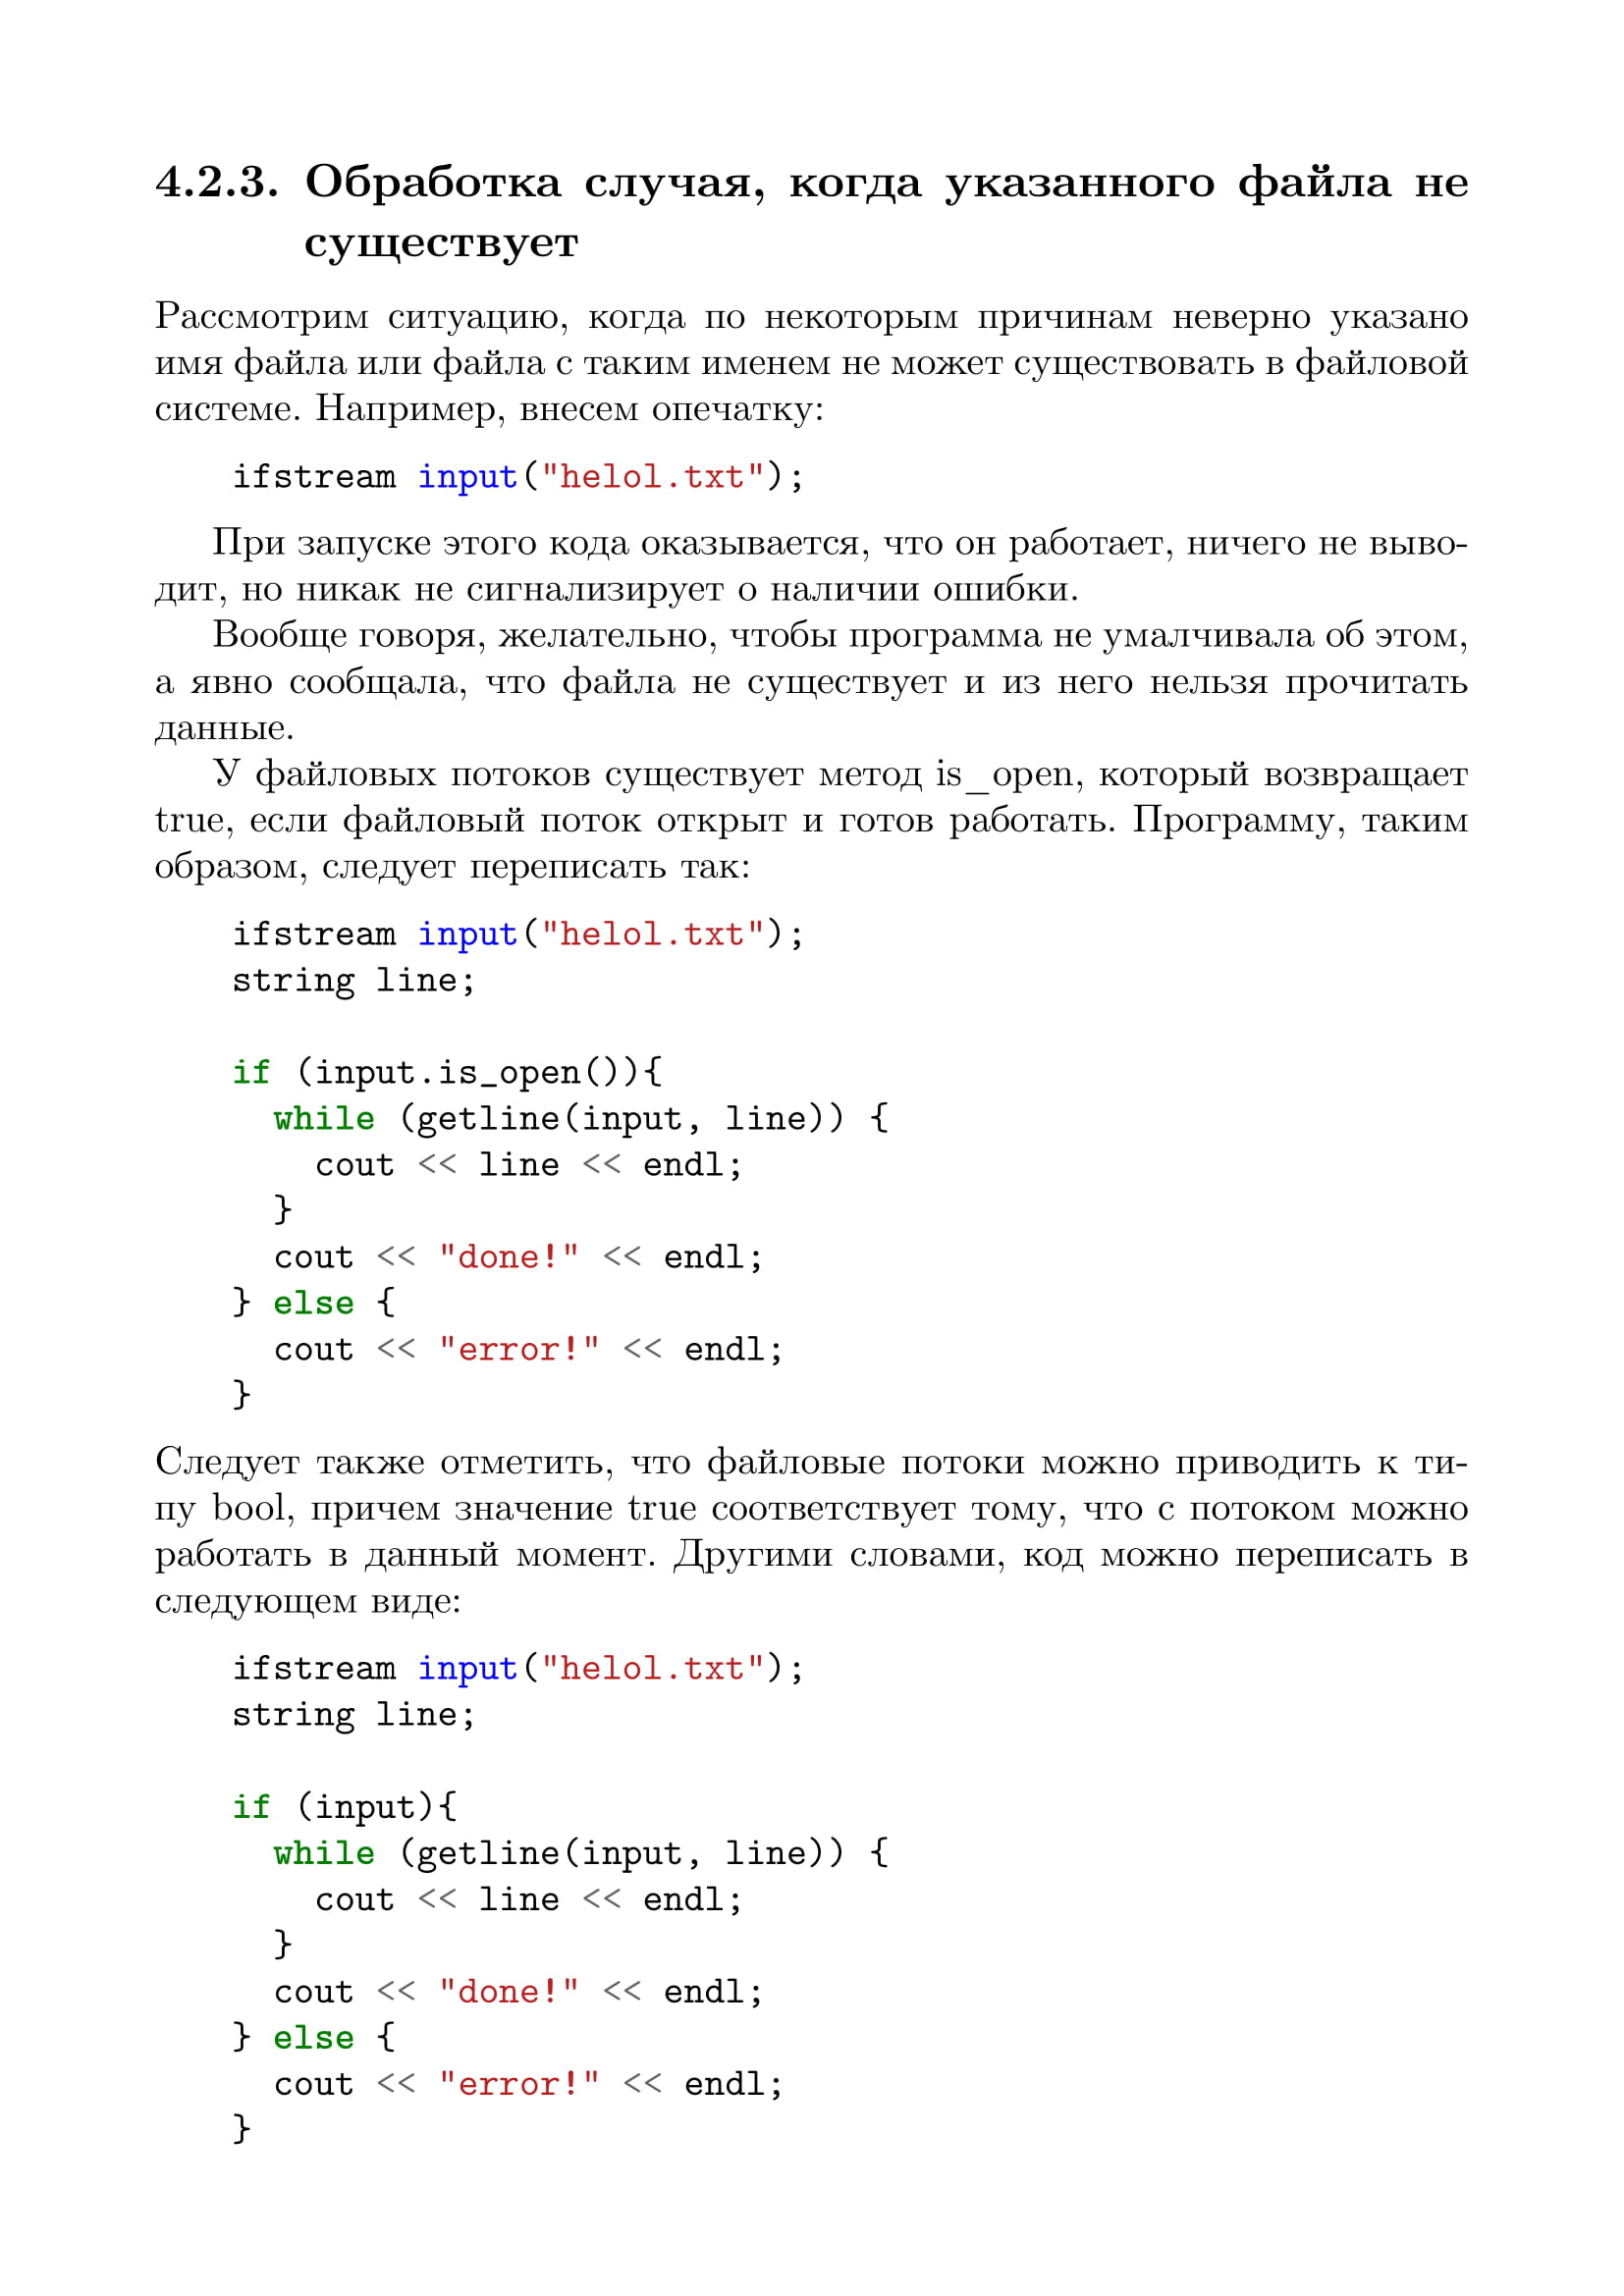 4.2.3. Обработка случая, когда указанного файла не
существует
Рассмотрим ситуацию, когда по некоторым причинам неверно указано
имя файла или файла с таким именем не может существовать в файловой
системе. Например, внесем опечатку:
ifstream input("helol.txt");
При запуске этого кода оказывается, что он работает, ничего не выво-
дит, но никак не сигнализирует о наличии ошибки.
Вообще говоря, желательно, чтобы программа не умалчивала об этом,
а явно сообщала, что файла не существует и из него нельзя прочитать
данные.
У файловых потоков существует метод is_open, который возвращает
true, если файловый поток открыт и готов работать. Программу, таким
образом, следует переписать так:
ifstream input("helol.txt");
string line;
if (input.is_open()){
  while (getline(input, line)) {
    cout << line << endl;
  }
  cout << "done!" << endl;
} else {
  cout << "error!" << endl;
}
Следует также отметить, что файловые потоки можно приводить к ти-
пу bool, причем значение true соответствует тому, что с потоком можно
работать в данный момент. Другими словами, код можно переписать в
следующем виде:
ifstream input("helol.txt");
string line;
if (input){
  while (getline(input, line)) {
    cout << line << endl;
  }
  cout << "done!" << endl;
} else {
  cout << "error!" << endl;
}